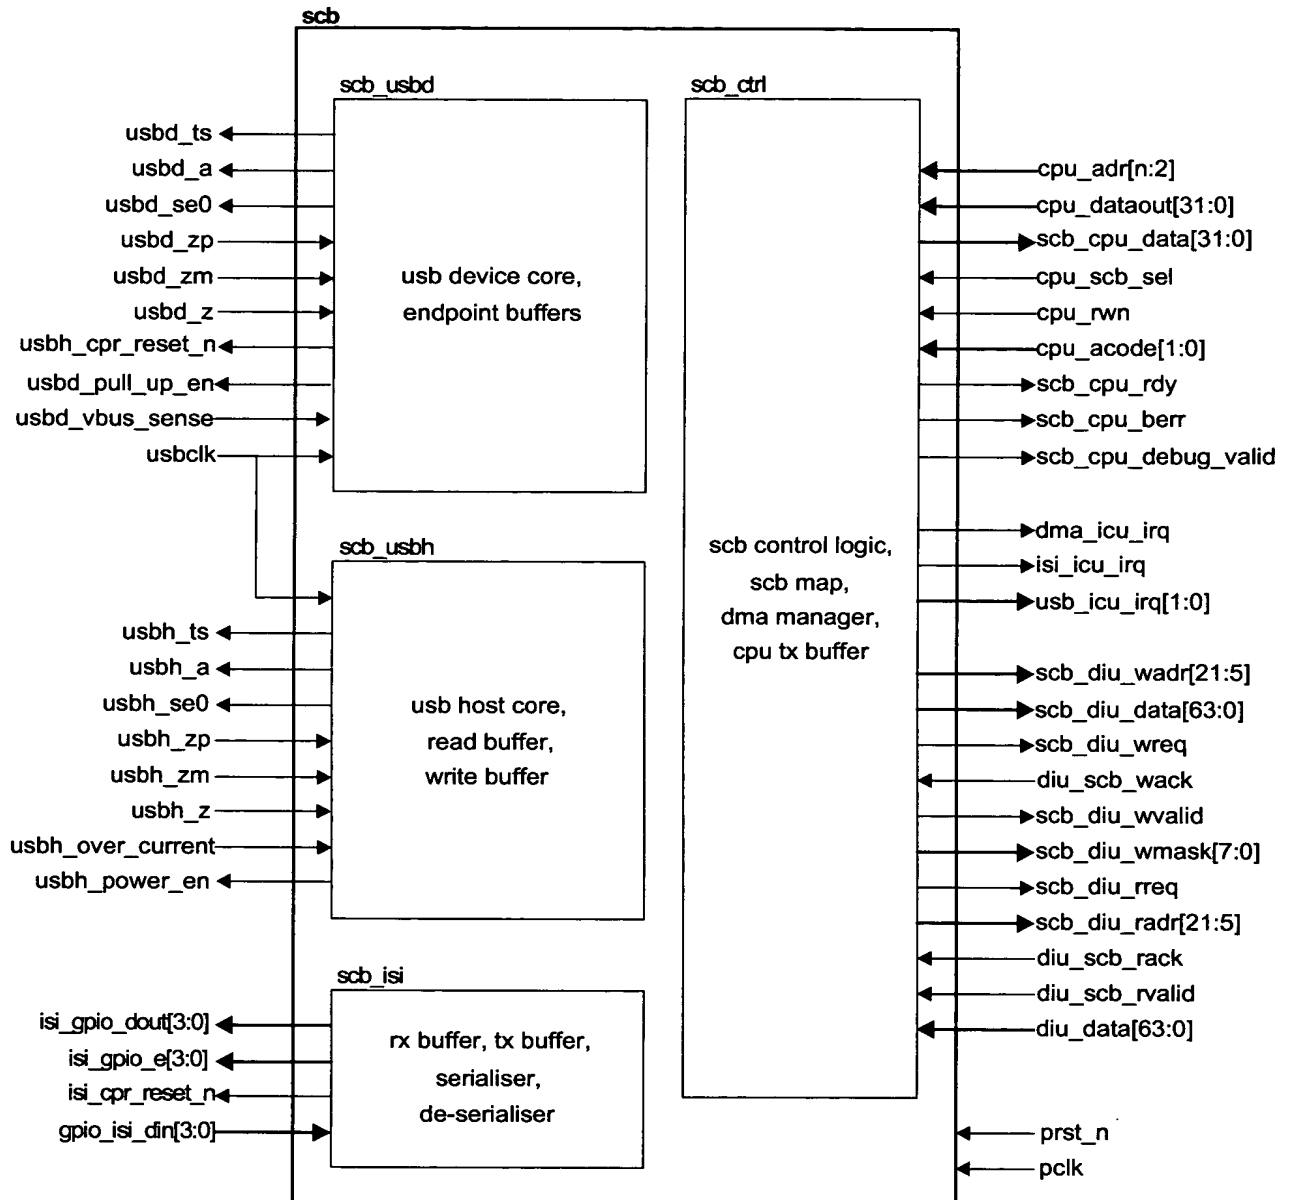 scb
scb_usbd
usbd_ts
usbd_a
usbd_se0
usbd_zp
usbd_zm
usbd_z
usbh_cpr_reset_n
usbd_pull_up_en
usbd_vbus_sense
usbclk
usb device core,
endpoint buffers
scb_usbh
usbh_ts
usbh_a
usbh_se0
usbh_zp
usbh_zm
usbh_z
usbh_over_current
usbh_power_en
usb host core,
read buffer,
write buffer
scb_isi
isi_gpio_dout[3:0]
isi_gpio_e[3:0]
isi_cpr_reset_n
gpio_isi_din[3:0]
rx buffer, tx buffer,
serialiser,
de-serialiser
scb_ctrl
scb control logic,
scb map,
dma manager,
cpu tx buffer
cpu_adr[n:2]
cpu_dataout[31:0]
scb_cpu_data[31:0]
cpu_scb_sel
cpu_rwn
cpu_acode[1:0]
scb_cpu_rdy
scb_cpu_berr
scb_cpu_debug_valid
dma_icu_irq
isi_icu_irq
usb_icu_irq[1:0]
scb_diu_wadr[21:5]
scb_diu_data[63:0]
scb_diu_wreq
diu_scb_wack
scb_diu_wvalid
scb_diu_wmask[7:0]
scb_diu_rreq
scb_diu_radr[21:5]
diu_scb_rack
diu_scb_rvalid
diu_data[63:0]
prst_n
pclk